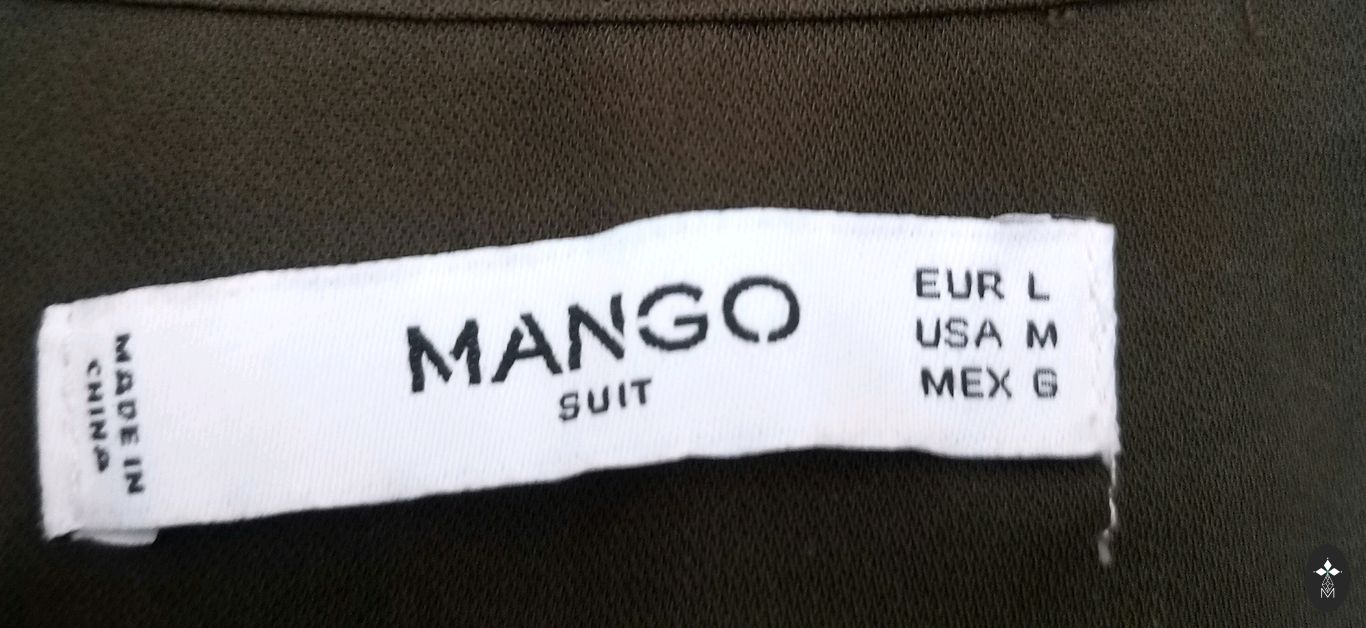 MANGO
SUIT
EUR L
USA M
MEX G
MADE IN
CHINA
M